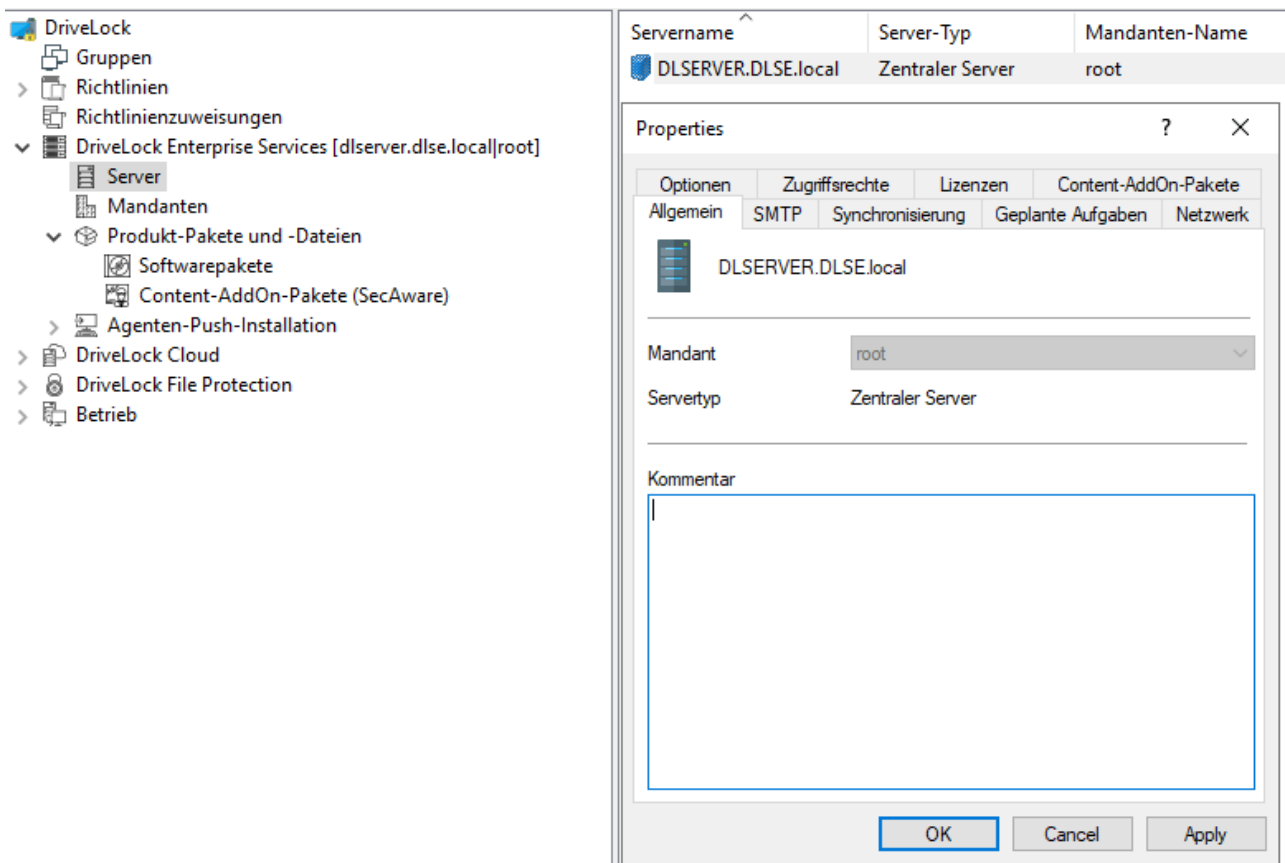 DriveLock
Gruppen
Richtlinien
Richtlinienzuweisungen
DriveLock Enterprise Services [dlserver.dlse.local|root]
Server
Mandanten
Produkt-Pakete und -Dateien
Softwarepakete
Content-AddOn-Pakete (SecAware)
Agenten-Push-Installation
DriveLock Cloud
DriveLock File Protection
Betrieb
Servername Server-Typ Mandanten-Name
DLSERVER.DLSE.local Zentraler Server root
Properties ?
Optionen Zugriffsrechte Lizenzen Content-AddOn-Pakete
Allgemein SMTP Synchronisierung Geplante Aufgaben Netzwerk
DLSERVER.DLSE.local
Mandant root
Servertyp Zentraler Server
Kommentar
OK Cancel Apply